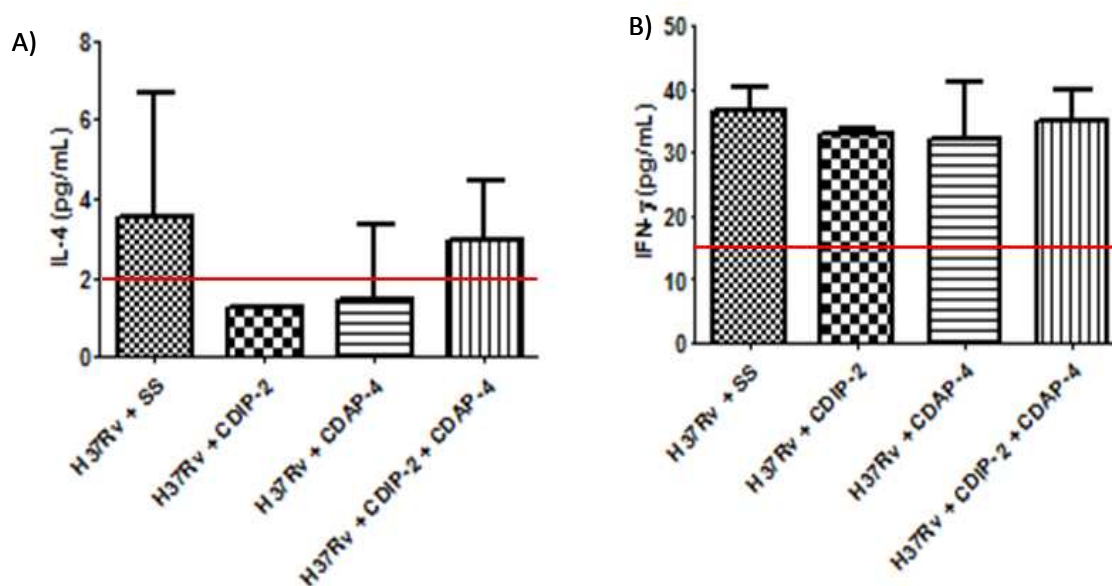 A)
IL-4 (pg/mL)
8
6
4
2
0
H37Rv + SS
H37Rv + CDIP-2
H37Rv + CDAP-4
H37Rv + CDIP-2 + CDAP-4
B)
IFN-γ (pg/mL)
50
40
30
20
10
0
H37Rv + SS
H37Rv + CDIP-2
H37Rv + CDAP-4
H37Rv + CDIP-2 + CDAP-4